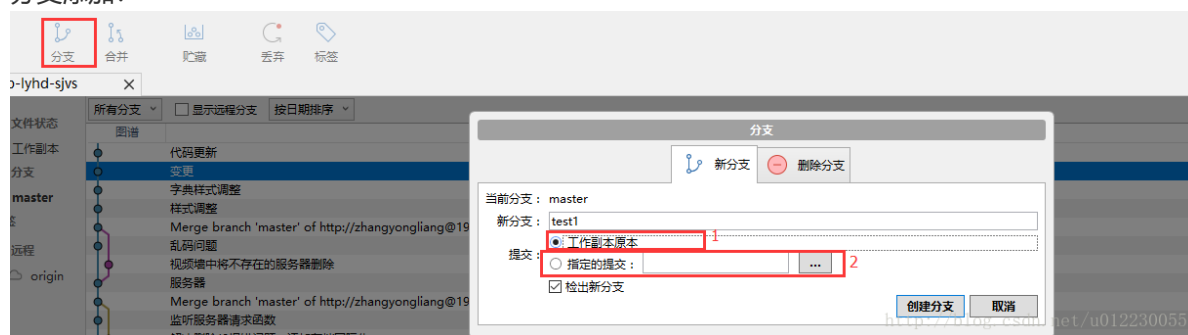 分支添加:
分支 合并 贮藏 丢弃 标签
o-lyhd-sjvs
所有分支 显示远程分支 按日期排序
文件状态
图谱
工作副本
代码更新
分支
变更
master
字典样式调整
样式调整
Merge branch 'master' of http://zhangyongliang@19
远程
乱码问题
origin
视频墙中将不存在的服务器删除
服务器
Merge branch 'master' of http://zhangyongliang@19
监听服务器请求函数
分支
新分支 删除分支
当前分支: master
新分支: test1
提交: 工作副本原本 1
指定的提交: ... 2
检出新分支
创建分支 取消
http://blog.csdn.net/u012230055